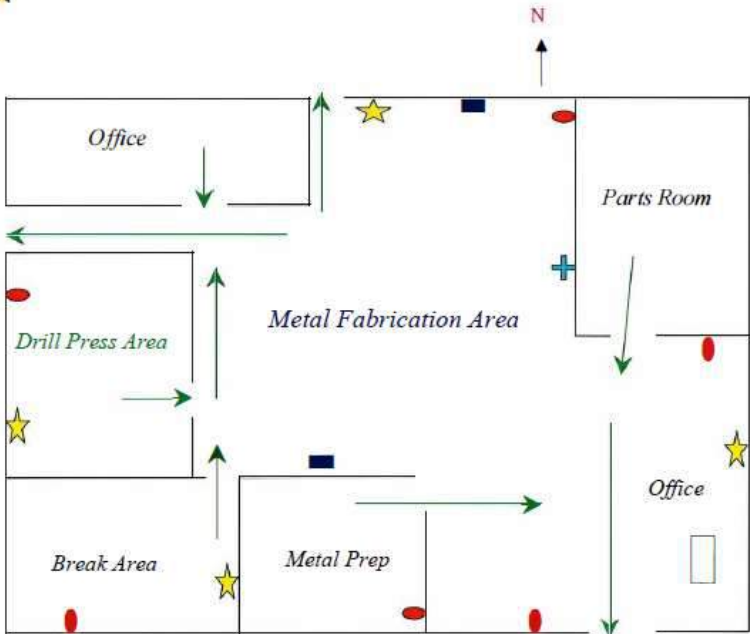 N
Office
Parts Room
Metal Fabrication Area
Drill Press Area
Office
Break Area
Metal Prep